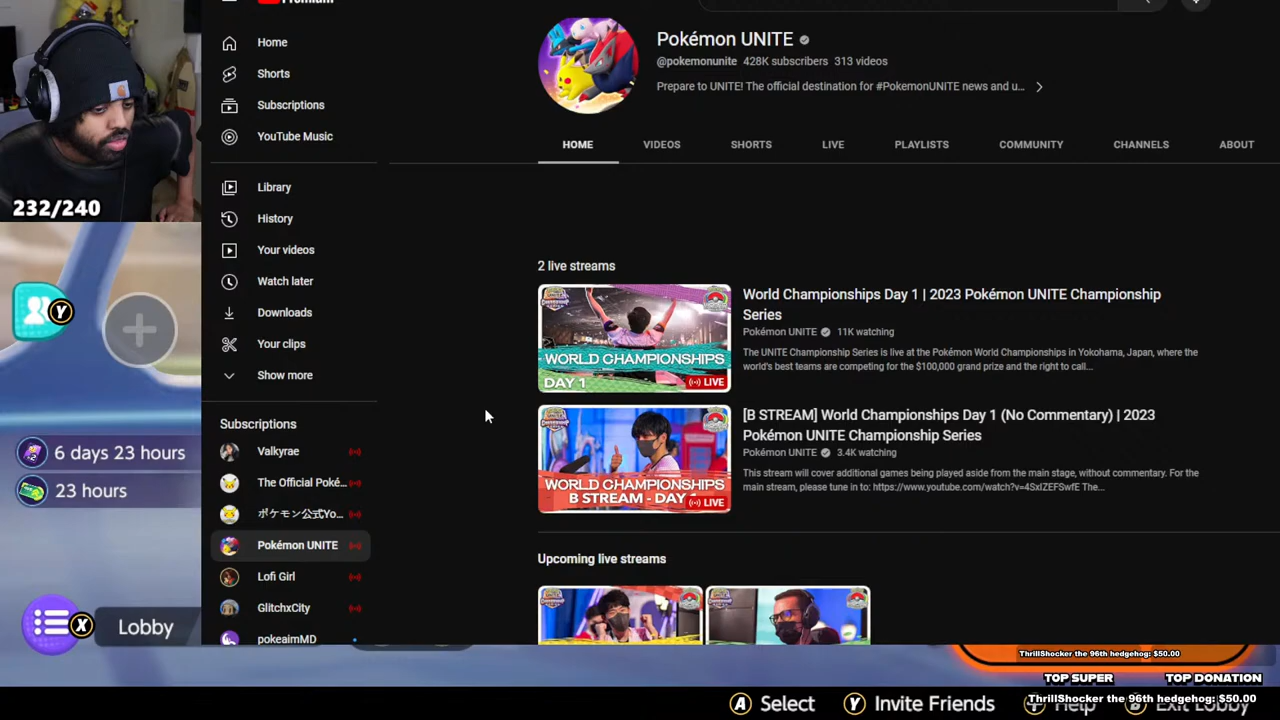 Premium
Home
Shorts
Subscriptions
YouTube Music
Library
History
Your videos
Watch later
Downloads
Your clips
Show more
Subscriptions
Valkyrae
The Official Poké...
ポケモン公式Yo...
Pokémon UNITE
Lofi Girl
GlitchxCity
pokeaimMD
Pokémon UNITE
@pokemonunite 428K subscribers 313 videos
Prepare to UNITE! The official destination for #PokemonUNITE news and u...
HOME VIDEOS SHORTS LIVE PLAYLISTS COMMUNITY CHANNELS ABOUT
2 live streams
WORLD CHAMPIONSHIPS
DAY 1
LIVE
World Championships Day 1 | 2023 Pokémon UNITE Championship
Series
Pokémon UNITE 11K watching
The UNITE Championship Series is live at the Pokémon World Championships in Yokohama, Japan, where the
world's best teams are competing for the $100,000 grand prize and the right to call...
WORLD CHAMPIONSHIPS
B STREAM - DAY 1
LIVE
[B STREAM] World Championships Day 1 (No Commentary) | 2023
Pokémon UNITE Championship Series
Pokémon UNITE 3.4K watching
This stream will cover additional games being played aside from the main stage, without commentary. For the
main stream, please tune in to: https://www.youtube.com/watch?v=4SxIZEFSwfE The...
Upcoming live streams
232/240
Y
6 days 23 hours
23 hours
X Lobby
ThrillShocker the 96th hedgehog: $50.00
TOP SUPER TOP DONATION
ThrillShocker the 96th hedgehog: $50.00
A Select Y Invite Friends + Help B Exit Lobby